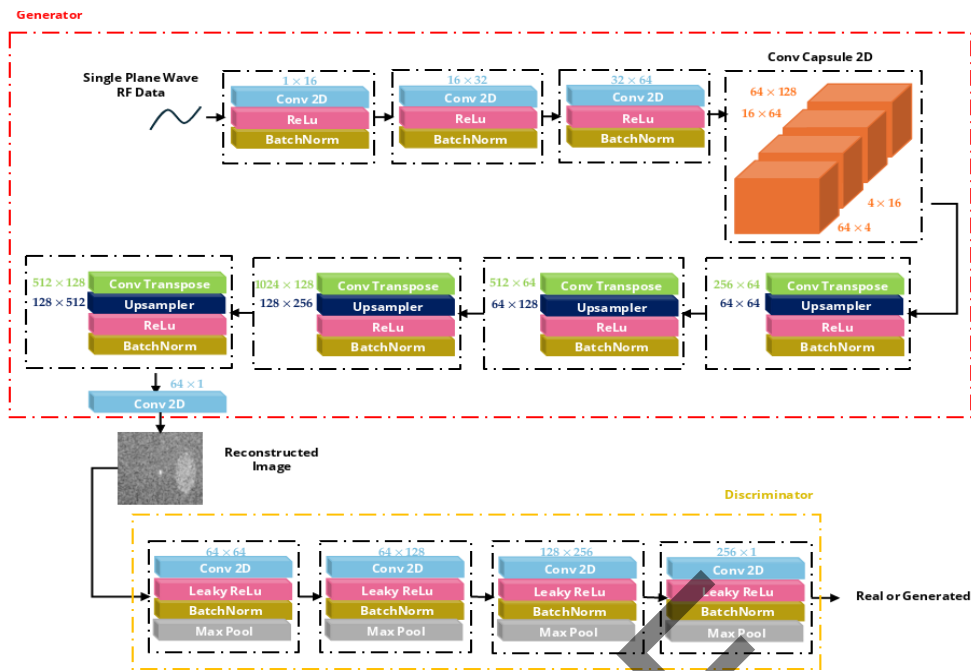 Generator
Single Plane Wave
RF Data
1 × 16
Conv 2D
ReLu
BatchNorm
16 × 32
Conv 2D
ReLu
BatchNorm
32 × 64
Conv 2D
ReLu
BatchNorm
Conv Capsule 2D
64 × 128
16 × 64
4 × 16
64 × 4
512 × 128
Conv Transpose
128 × 512
Upsampler
ReLu
BatchNorm
1024 × 128
Conv Transpose
128 × 256
Upsampler
ReLu
BatchNorm
512 × 64
Conv Transpose
64 × 128
Upsampler
ReLu
BatchNorm
256 × 64
Conv Transpose
64 × 64
Upsampler
ReLu
BatchNorm
64 × 1
Conv 2D
Reconstructed
Image
Discriminator
64 × 64
Conv 2D
Leaky ReLu
BatchNorm
Max Pool
64 × 128
Conv 2D
Leaky ReLu
BatchNorm
Max Pool
128 × 256
Conv 2D
Leaky ReLu
BatchNorm
Max Pool
256 × 1
Conv 2D
Leaky ReLu
BatchNorm
Max Pool
Real or Generated